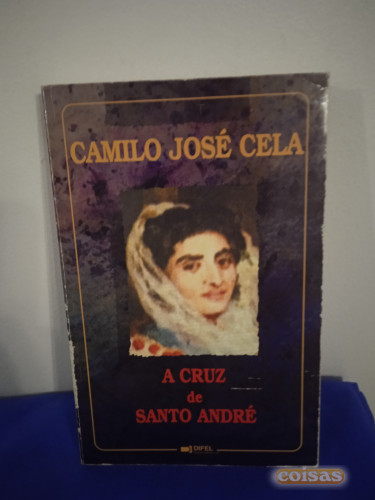 CAMILO JOSÉ CELA
A CRUZ
de
SANTO ANDRÉ
DIFEL
coisas